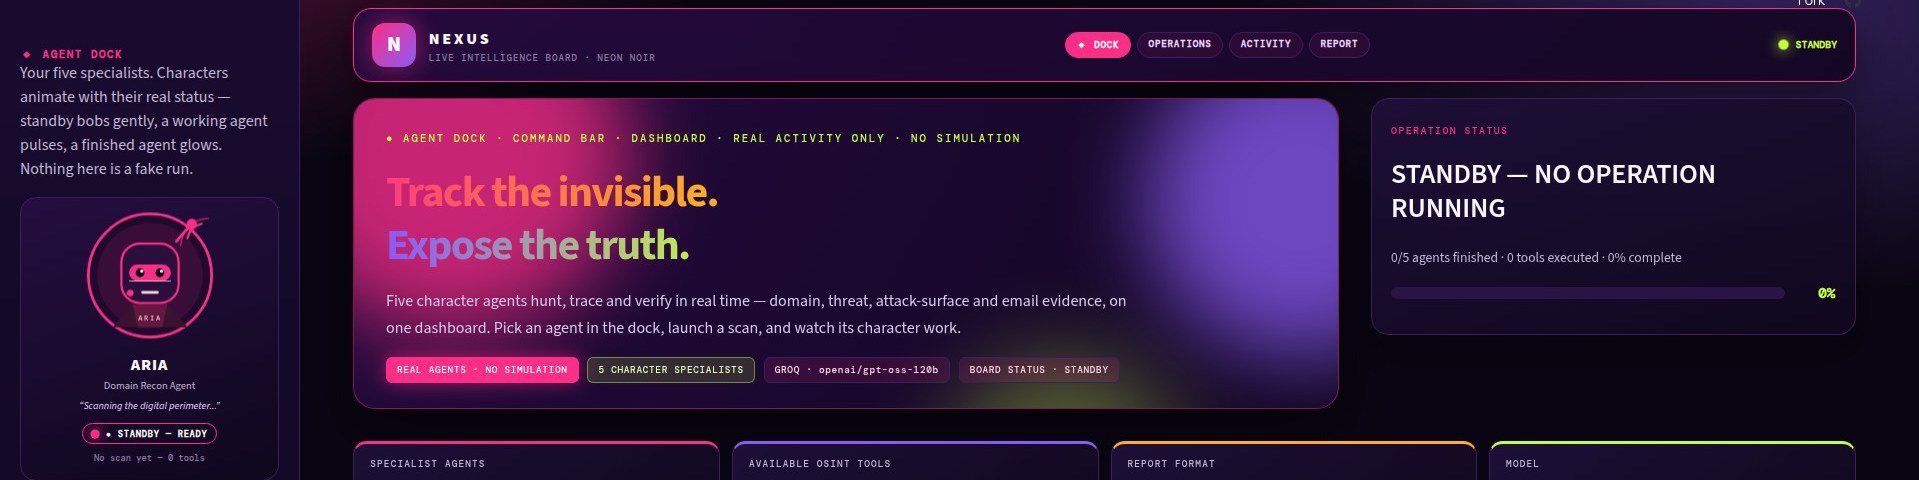 ◆ AGENT DOCK
Your five specialists. Characters
animate with their real status —
standby bobs gently, a working agent
pulses, a finished agent glows.
Nothing here is a fake run.
ARIA
ARIA
Domain Recon Agent
"Scanning the digital perimeter..."
● STANDBY — READY
No scan yet — 0 tools
N
NEXUS
LIVE INTELLIGENCE BOARD · NEON NOIR
◆ DOCK
OPERATIONS
ACTIVITY
REPORT
STANDBY
● AGENT DOCK · COMMAND BAR · DASHBOARD · REAL ACTIVITY ONLY · NO SIMULATION
Track the invisible.
Expose the truth.
Five character agents hunt, trace and verify in real time — domain, threat, attack-surface and email evidence, on
one dashboard. Pick an agent in the dock, launch a scan, and watch its character work.
REAL AGENTS · NO SIMULATION
5 CHARACTER SPECIALISTS
GROQ · openai/gpt-oss-120b
BOARD STATUS · STANDBY
OPERATION STATUS
STANDBY — NO OPERATION
RUNNING
0/5 agents finished · 0 tools executed · 0% complete
0%
SPECIALIST AGENTS
AVAILABLE OSINT TOOLS
REPORT FORMAT
MODEL